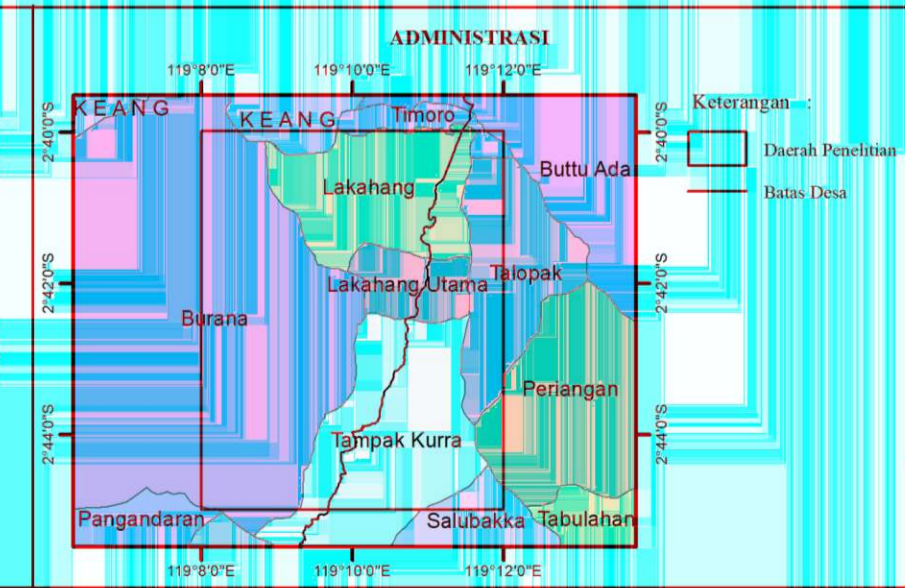 ADMINISTRASI
119°8'0"E 119°10'0"E 119°12'0"E
KEANG
KEANG
Timoro
Keterangan :
2°40'0"S
2°40'0"S
Daerah Penelitian
Buttu Ada
Lakahang
Batas Desa
Talopak
2°42'0"S
Lakahang Utama
2°42'0"S
Burana
Periangan
2°44'0"S
Tampak Kurra
2°44'0"S
Pangandaran
Salubakka
Tabulahan
119°8'0"E 119°10'0"E 119°12'0"E